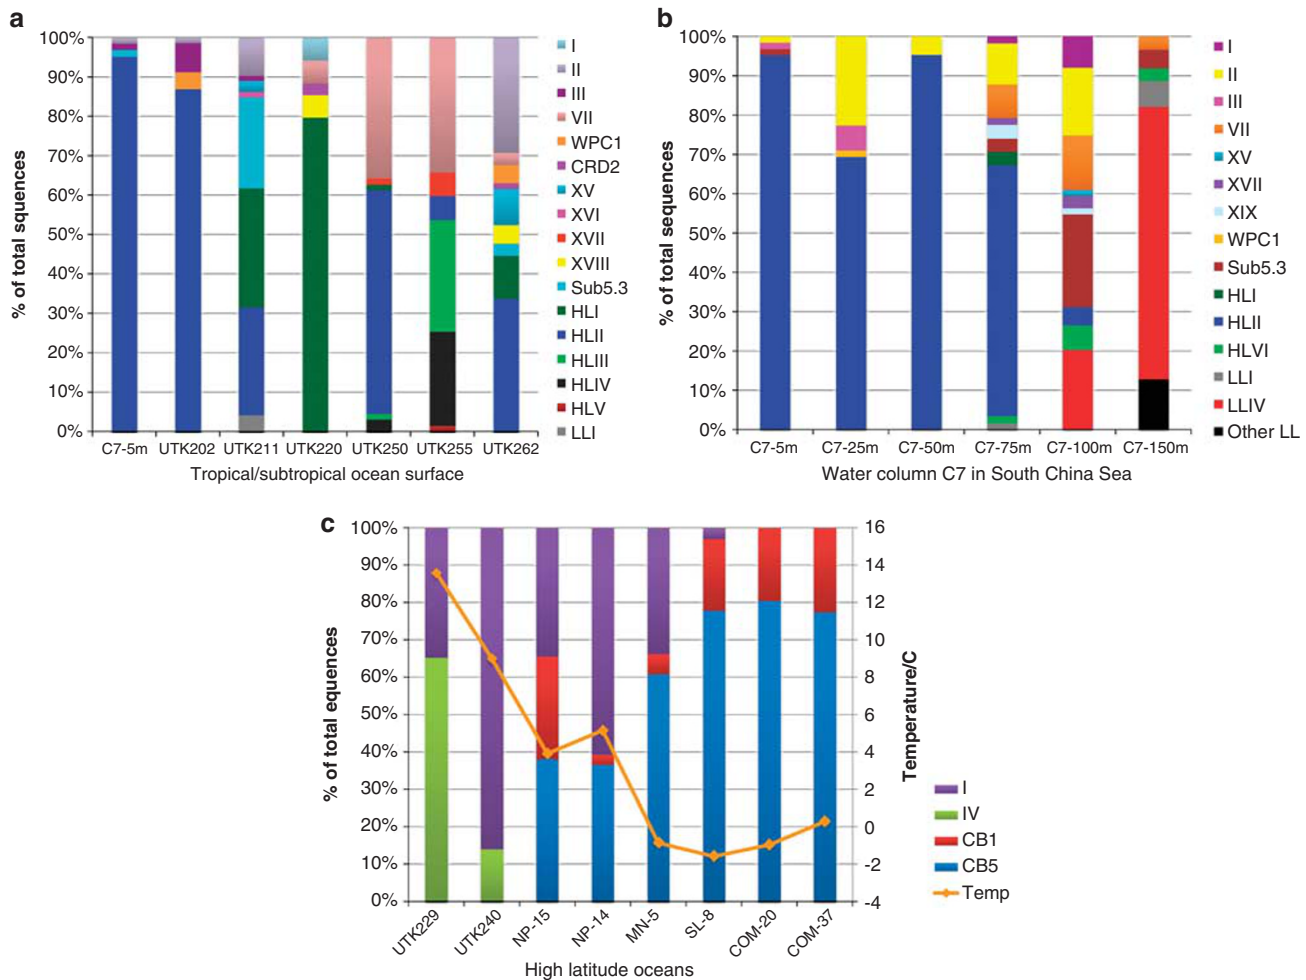 a
100%
90%
80%
70%
60%
50%
40%
30%
20%
10%
0%
% of total squences
C7-5m UTK202 UTK211 UTK220 UTK250 UTK255 UTK262
Tropical/subtropical ocean surface
I
II
III
VII
WPC1
CRD2
XV
XVI
XVII
XVIII
Sub5.3
HLI
HLII
HLIII
HLIV
HLV
LLI
b
100%
90%
80%
70%
60%
50%
40%
30%
20%
10%
0%
% of total sequences
C7-5m C7-25m C7-50m C7-75m C7-100m C7-150m
Water column C7 in South China Sea
I
II
III
VII
XV
XVII
XIX
WPC1
Sub5.3
HLI
HLII
HLVI
LLI
LLIV
Other LL
c
100%
90%
80%
70%
60%
50%
40%
30%
20%
10%
0%
% of total equences
16
14
12
10
8
6
4
2
0
-2
-4
Temperature/C
UTK229 UTK240 NP-15 NP-14 MN-5 SL-8 COM-20 COM-37
High latitude oceans
I
IV
CB1
CB5
Temp